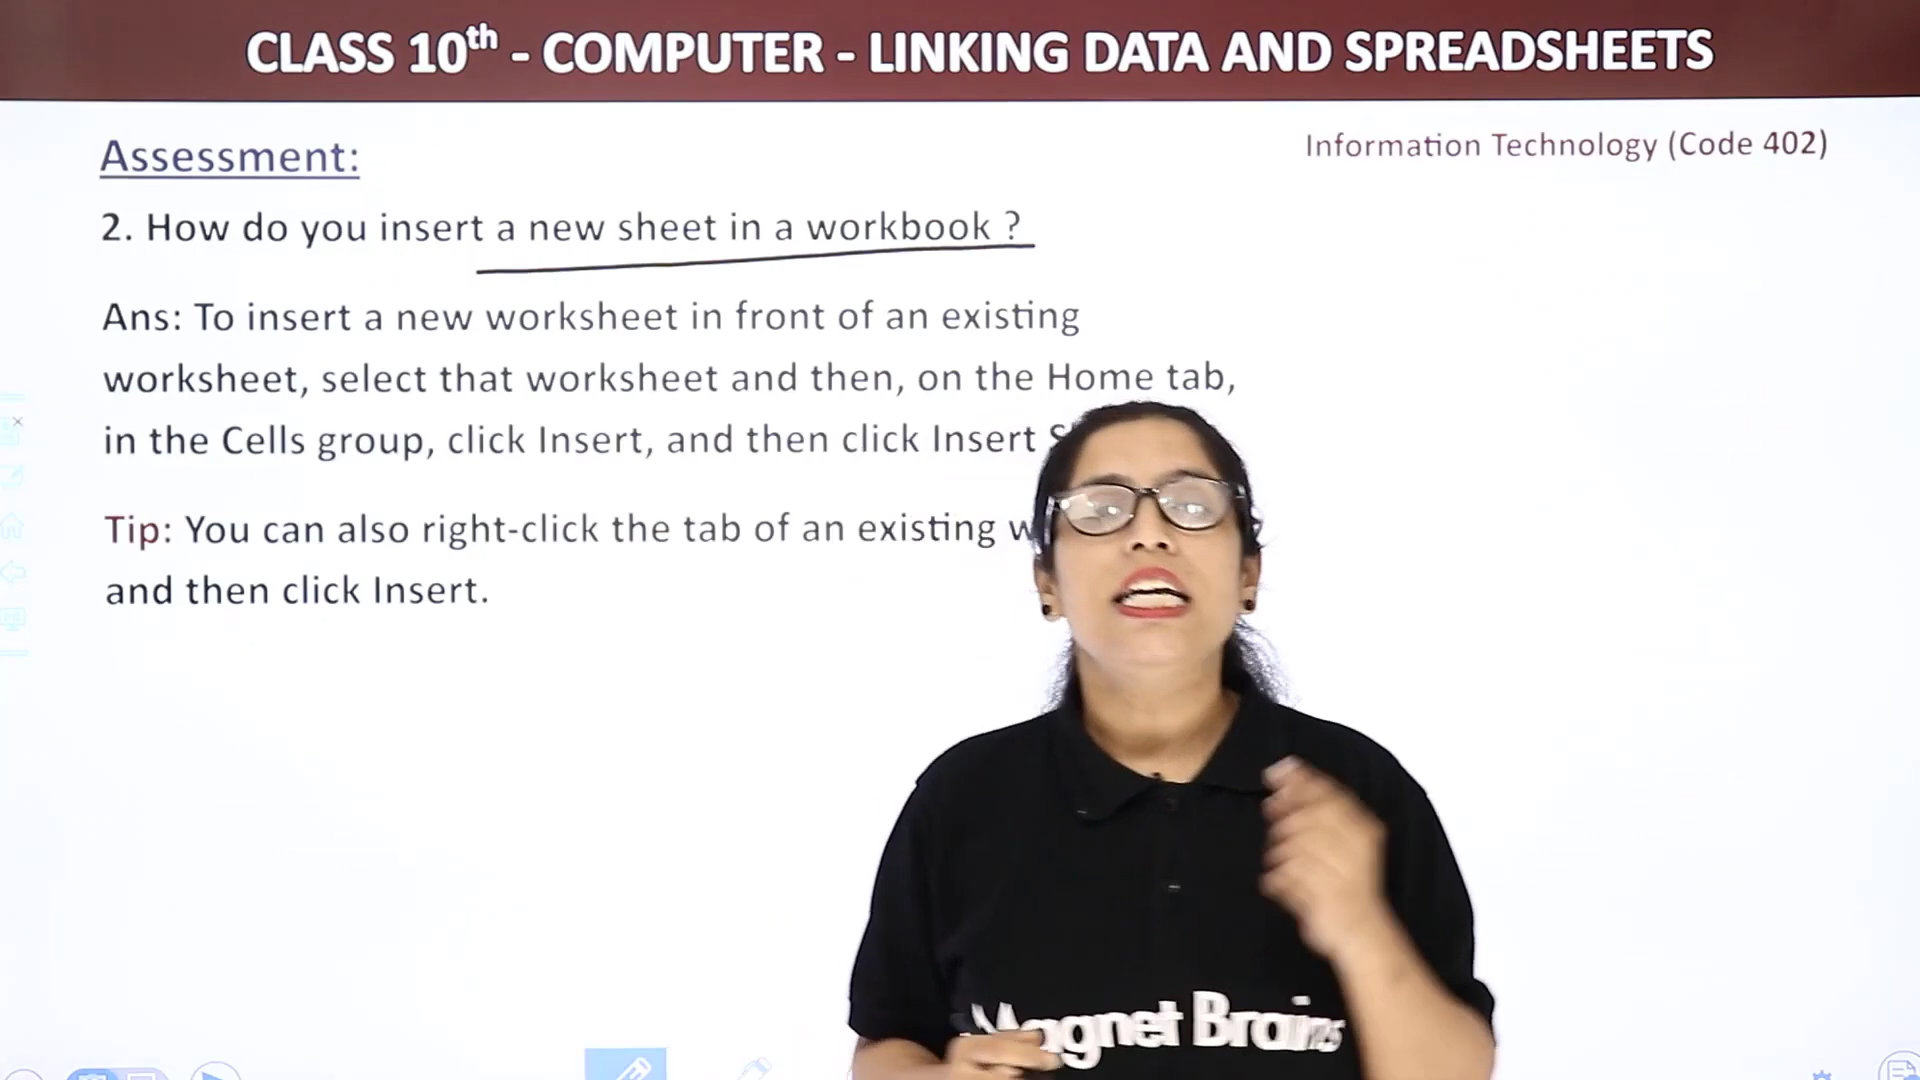 CLASS 10th - COMPUTER - LINKING DATA AND SPREADSHEETS
Assessment:
Information Technology (Code 402)
2. How do you insert a new sheet in a workbook ?
Ans: To insert a new worksheet in front of an existing
worksheet, select that worksheet and then, on the Home tab,
in the Cells group, click Insert, and then click Insert
Tip: You can also right-click the tab of an existing
and then click Insert.
Magnet Brains